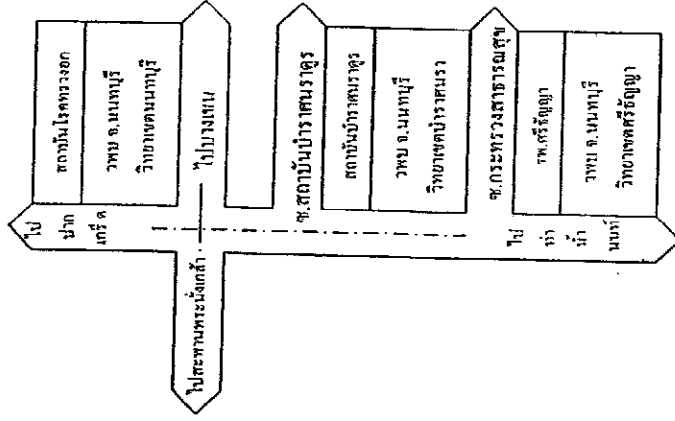 ไป
ปาก
เกร็ด
สถาบันโรคทรวงอก
วพบ จ.นนทบุรี
วิทยาเขตนนทบุรี
ไปสะพานพระนั่งเกล้า
ไปบางเขน
ซ.สถาบันบำราศนราดูร
สถาบันบำราศนราดูร
วพบ จ.นนทบุรี
วิทยาเขตบำราศนรา
ซ.กระทรวงสาธารณสุข
รพ.ศรีธัญญา
วพบ จ.นนทบุรี
วิทยาเขตศรีธัญญา
ไป
ท่า
น้ำ
นนท์